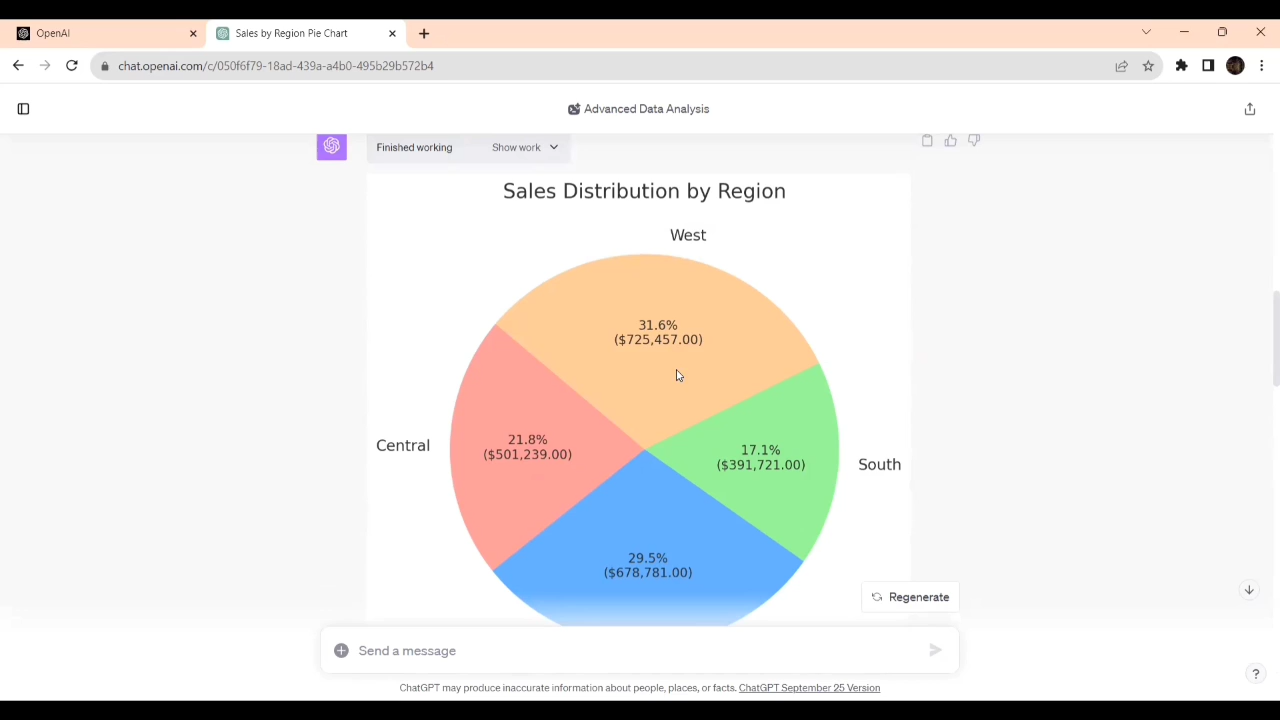 OpenAI
Sales by Region Pie Chart
chat.openai.com/c/050f6f79-18ad-439a-a4b0-495b29b572b4
Advanced Data Analysis
Finished working
Show work
Sales Distribution by Region
West
31.6%
($725,457.00)
Central
21.8%
($501,239.00)
17.1%
($391,721.00)
South
29.5%
($678,781.00)
Regenerate
Send a message
?
ChatGPT may produce inaccurate information about people, places, or facts. ChatGPT September 25 Version